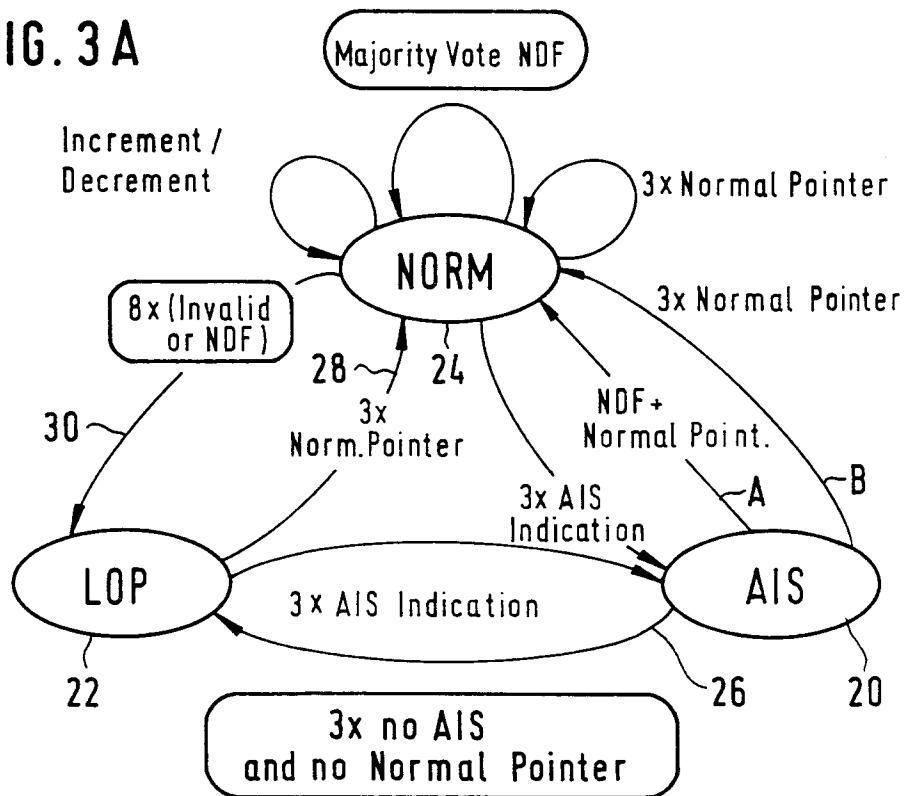 IG. 3A
Majority Vote NDF
Increment /
Decrement
3x Normal Pointer
NORM
3x Normal Pointer
8x (Invalid
or NDF)
28
24
NDF+
Normal Point.
30
3x
Norm. Pointer
A
B
3x AIS
Indication
LOP
AIS
3x AIS Indication
22
26
20
3x no AIS
and no Normal Pointer